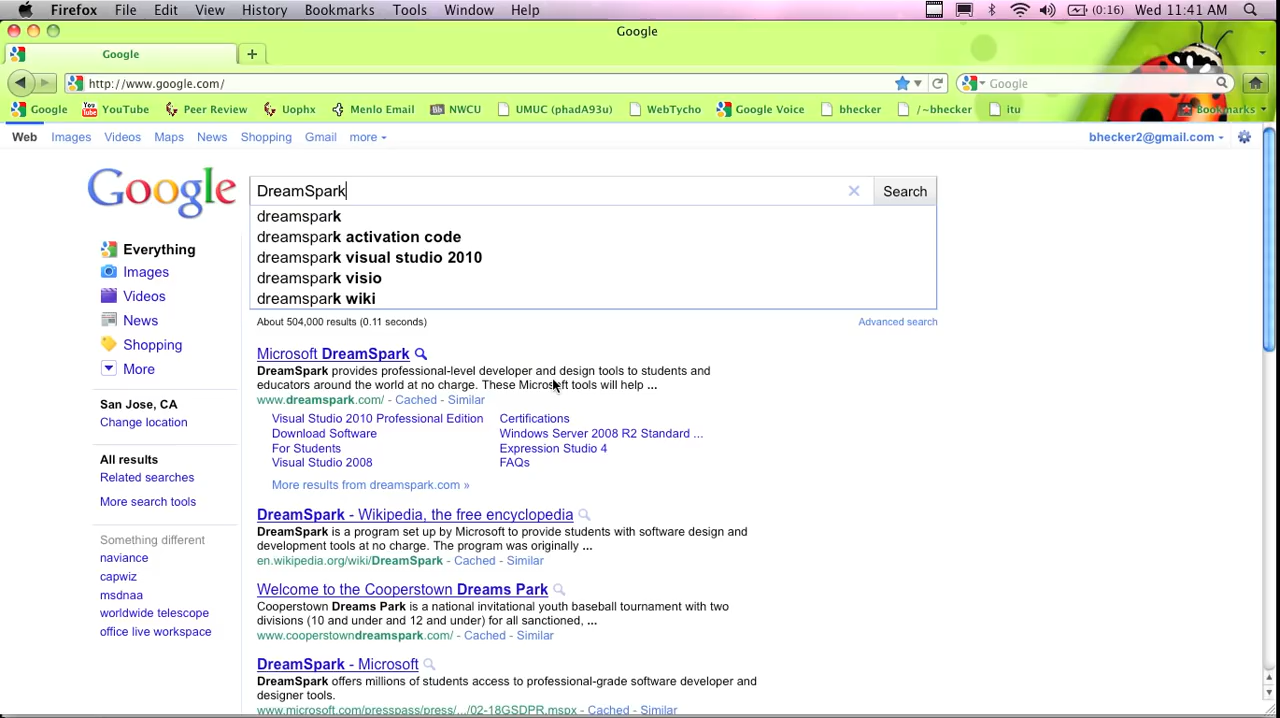 Firefox File Edit View History Bookmarks Tools Window Help (0:16) Wed 11:41 AM
Google
Google
http://www.google.com/ Google
Google YouTube Peer Review Uophx Menlo Email NWCU UMUC (phadA93u) WebTycho Google Voice bhecker /~bhecker itu Bookmarks
Web Images Videos Maps News Shopping Gmail more bhecker2@gmail.com
Google DreamSpark Search
dreamspark
dreamspark activation code
dreamspark visual studio 2010
dreamspark visio
dreamspark wiki
Everything
Images
Videos
News
Shopping
More
San Jose, CA
Change location
All results
Related searches
More search tools
Something different
naviance
capwiz
msdnaa
worldwide telescope
office live workspace
About 504,000 results (0.11 seconds) Advanced search
Microsoft DreamSpark
DreamSpark provides professional-level developer and design tools to students and
educators around the world at no charge. These Microsoft tools will help ...
www.dreamspark.com/ - Cached - Similar
Visual Studio 2010 Professional Edition Certifications
Download Software Windows Server 2008 R2 Standard ...
For Students Expression Studio 4
Visual Studio 2008 FAQs
More results from dreamspark.com »
DreamSpark - Wikipedia, the free encyclopedia
DreamSpark is a program set up by Microsoft to provide students with software design and
development tools at no charge. The program was originally ...
en.wikipedia.org/wiki/DreamSpark - Cached - Similar
Welcome to the Cooperstown Dreams Park
Cooperstown Dreams Park is a national invitational youth baseball tournament with two
divisions (10 and under and 12 and under) for all sanctioned, ...
www.cooperstowndreamspark.com/ - Cached - Similar
DreamSpark - Microsoft
DreamSpark offers millions of students access to professional-grade software developer and
designer tools.
www.microsoft.com/presspass/press/.../02-18GSDPR.mspx - Cached - Similar